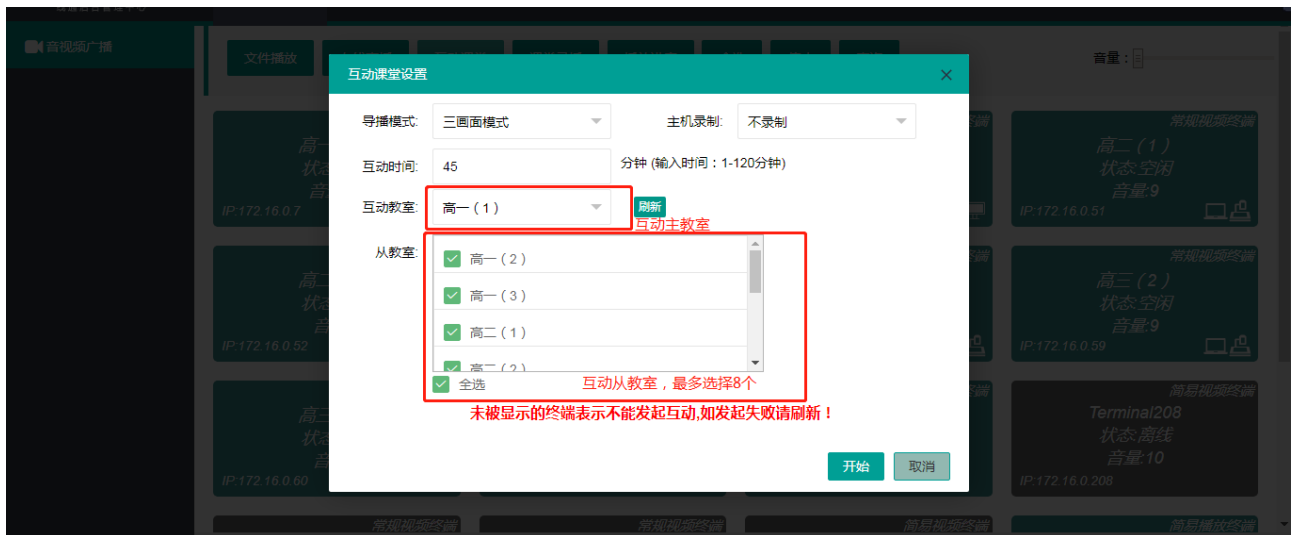 音视频广播
文件播放
音量：
互动课堂设置
导播模式: 三画面模式 主机录制: 不录制
互动时间: 45 分钟 (输入时间：1-120分钟)
互动教室: 高一（1） 刷新
互动主教室
从教室:
高一（2）
高一（3）
高二（1）
高二（2）
全选
互动从教室，最多选择8个
未被显示的终端表示不能发起互动,如发起失败请刷新！
开始 取消
IP:172.16.0.7
常规视频终端
高二（1）
状态:空闲
音量:9
IP:172.16.0.51
IP:172.16.0.52
常规视频终端
高三（2）
状态:空闲
音量:9
IP:172.16.0.59
IP:172.16.0.60
简易视频终端
Terminal208
状态:离线
音量:10
IP:172.16.0.208
常规视频终端 常规视频终端 简易视频终端 简易播放终端